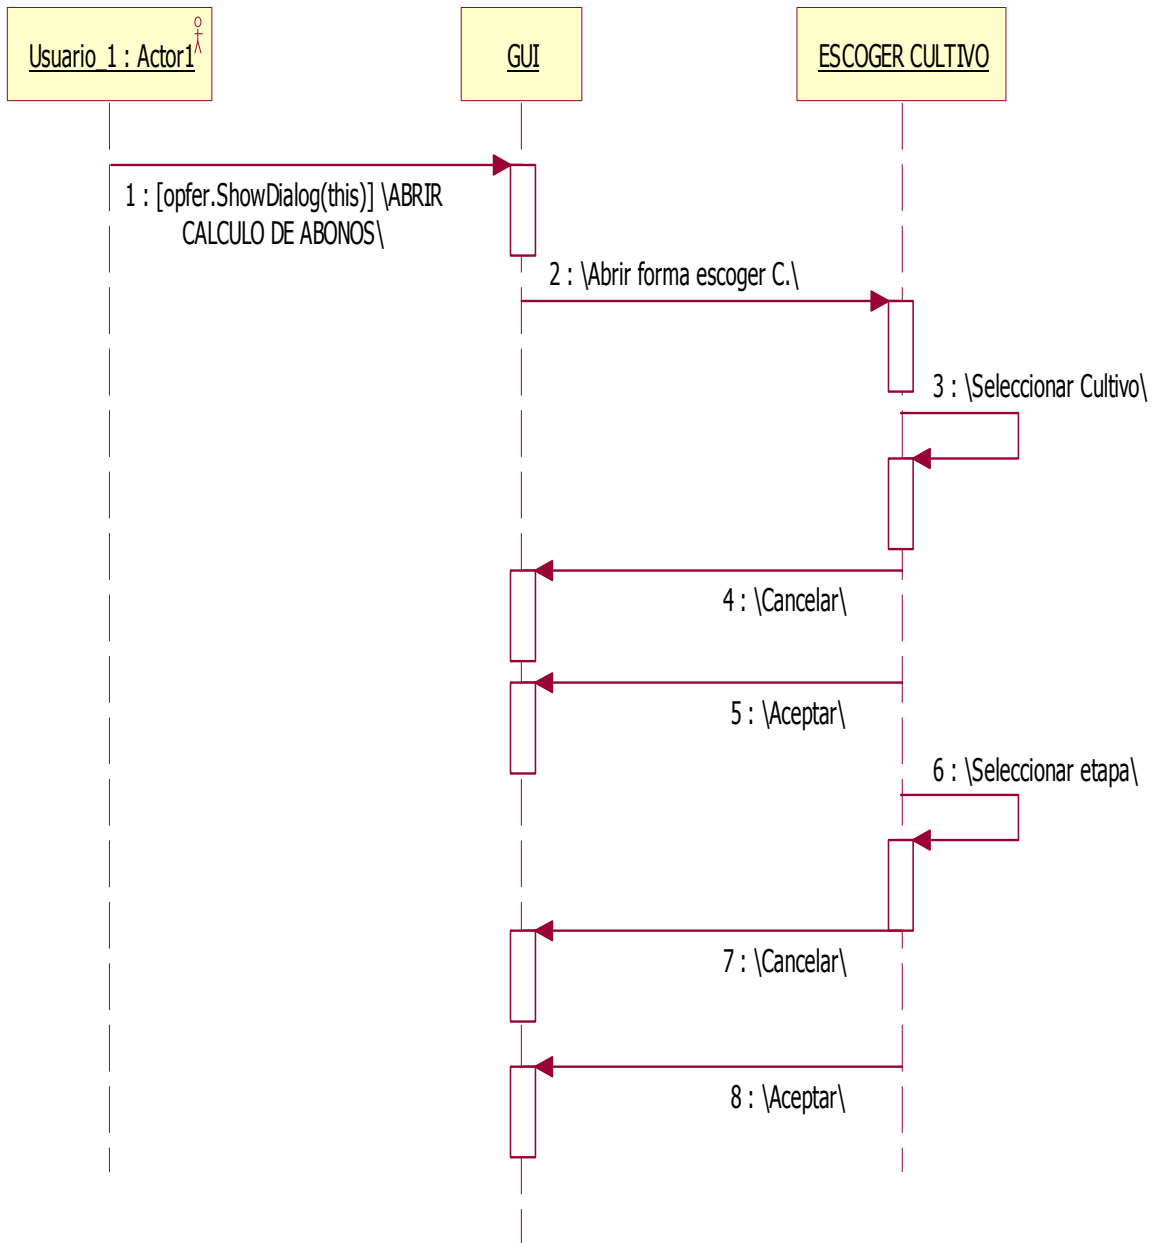 Usuario_1 : Actor1
GUI
ESCOGER CULTIVO
1 : [opfer.ShowDialog(this)] \ABRIR
CALCULO DE ABONOS\
2 : \Abrir forma escoger C.\
3 : \Seleccionar Cultivo\
4 : \Cancelar\
5 : \Aceptar\
6 : \Seleccionar etapa\
7 : \Cancelar\
8 : \Aceptar\